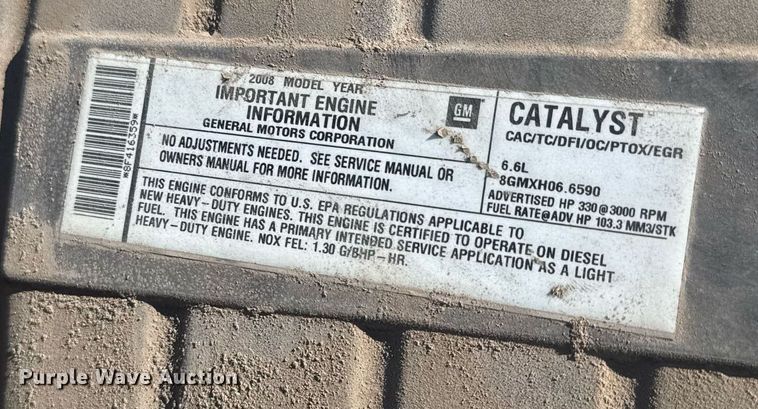 *8F416359*
2008 MODEL YEAR
IMPORTANT ENGINE
INFORMATION
GENERAL MOTORS CORPORATION
NO ADJUSTMENTS NEEDED. SEE SERVICE MANUAL OR
OWNERS MANUAL FOR MORE INFORMATION.
GM
CATALYST
CAC/TC/DFI/OC/PTOX/EGR
6.6L
8GMXH06.6590
ADVERTISED HP 330@3000 RPM
FUEL RATE@ADV HP 103.3 MM3/STK
THIS ENGINE CONFORMS TO U.S. EPA REGULATIONS APPLICABLE TO
NEW HEAVY-DUTY ENGINES. THIS ENGINE IS CERTIFIED TO OPERATE ON DIESEL
FUEL. THIS ENGINE HAS A PRIMARY INTENDED SERVICE APPLICATION AS A LIGHT
HEAVY-DUTY ENGINE. NOX FEL: 1.30 G/BHP-HR.
Purple Wave Auction